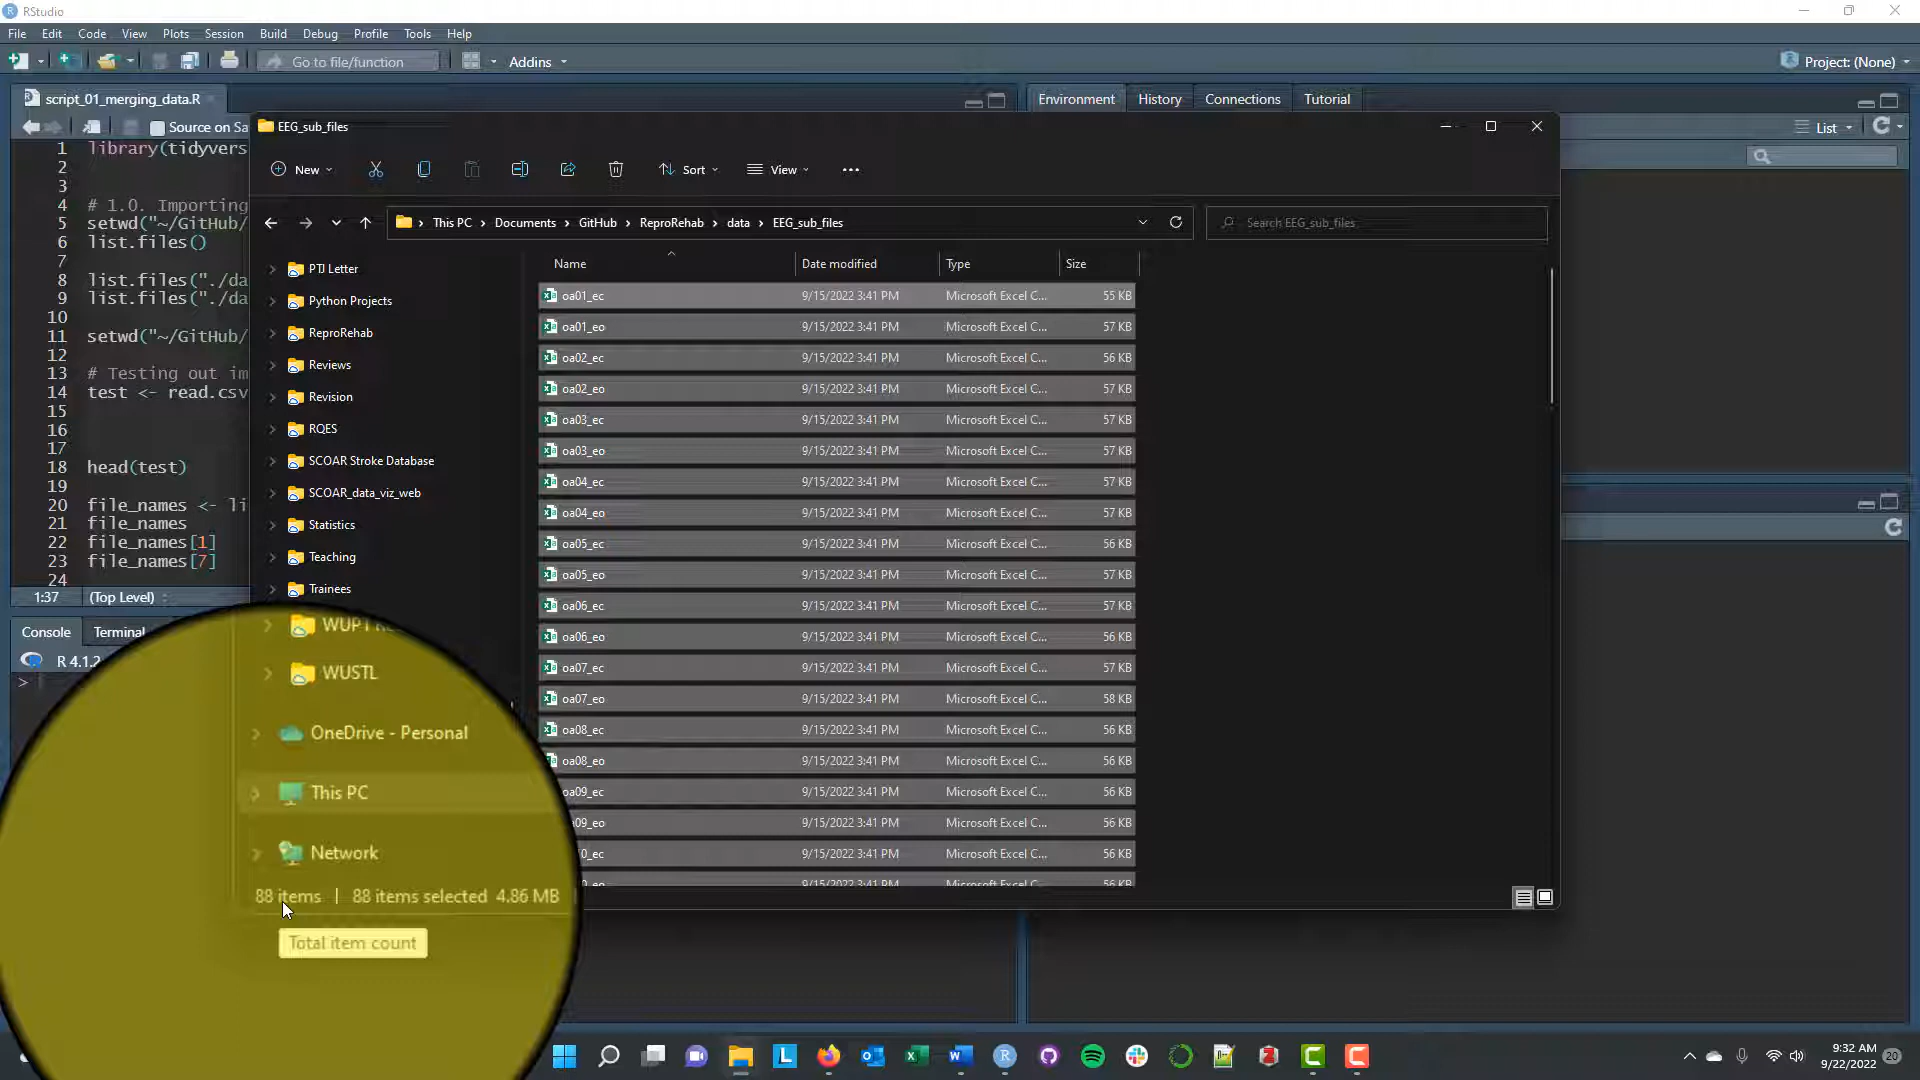 RStudio
File Edit Code View Plots Session Build Debug Profile Tools Help
Go to file/function Addins Project: (None)
script_01_merging_data.R
Environment History Connections Tutorial
Source on Sa
List
1 library(tidyvers
2
3
4 # 1.0. Importing
5 setwd("~/GitHub/
6 list.files()
7
8 list.files("./da
9 list.files("./da
10
11 setwd("~/GitHub/
12
13 # Testing out im
14 test <- read.csv
15
16
17
18 head(test)
19
20 file_names <- li
21 file_names
22 file_names[1]
23 file_names[7]
24
1:37 (Top Level)
Console Terminal
R 4.1.2
>
EEG_sub_files
New Sort View
This PC > Documents > GitHub > ReproRehab > data > EEG_sub_files
Search EEG_sub_files
PTJ Letter
Python Projects
ReproRehab
Reviews
Revision
RQES
SCOAR Stroke Database
SCOAR_data_viz_web
Statistics
Teaching
Trainees
WUSTL
OneDrive - Personal
This PC
Network
88 items | 88 items selected 4.86 MB
Total item count
Name Date modified Type Size
oa01_ec 9/15/2022 3:41 PM Microsoft Excel C... 55 KB
oa01_eo 9/15/2022 3:41 PM Microsoft Excel C... 57 KB
oa02_ec 9/15/2022 3:41 PM Microsoft Excel C... 56 KB
oa02_eo 9/15/2022 3:41 PM Microsoft Excel C... 57 KB
oa03_ec 9/15/2022 3:41 PM Microsoft Excel C... 57 KB
oa03_eo 9/15/2022 3:41 PM Microsoft Excel C... 57 KB
oa04_ec 9/15/2022 3:41 PM Microsoft Excel C... 57 KB
oa04_eo 9/15/2022 3:41 PM Microsoft Excel C... 57 KB
oa05_ec 9/15/2022 3:41 PM Microsoft Excel C... 56 KB
oa05_eo 9/15/2022 3:41 PM Microsoft Excel C... 57 KB
oa06_ec 9/15/2022 3:41 PM Microsoft Excel C... 57 KB
oa06_eo 9/15/2022 3:41 PM Microsoft Excel C... 56 KB
oa07_ec 9/15/2022 3:41 PM Microsoft Excel C... 57 KB
oa07_eo 9/15/2022 3:41 PM Microsoft Excel C... 58 KB
oa08_ec 9/15/2022 3:41 PM Microsoft Excel C... 56 KB
oa08_eo 9/15/2022 3:41 PM Microsoft Excel C... 56 KB
oa09_ec 9/15/2022 3:41 PM Microsoft Excel C... 56 KB
09_eo 9/15/2022 3:41 PM Microsoft Excel C... 56 KB
0_ec 9/15/2022 3:41 PM Microsoft Excel C... 56 KB
0_eo 9/15/2022 3:41 PM Microsoft Excel C... 56 KB
9:32 AM
9/22/2022
20